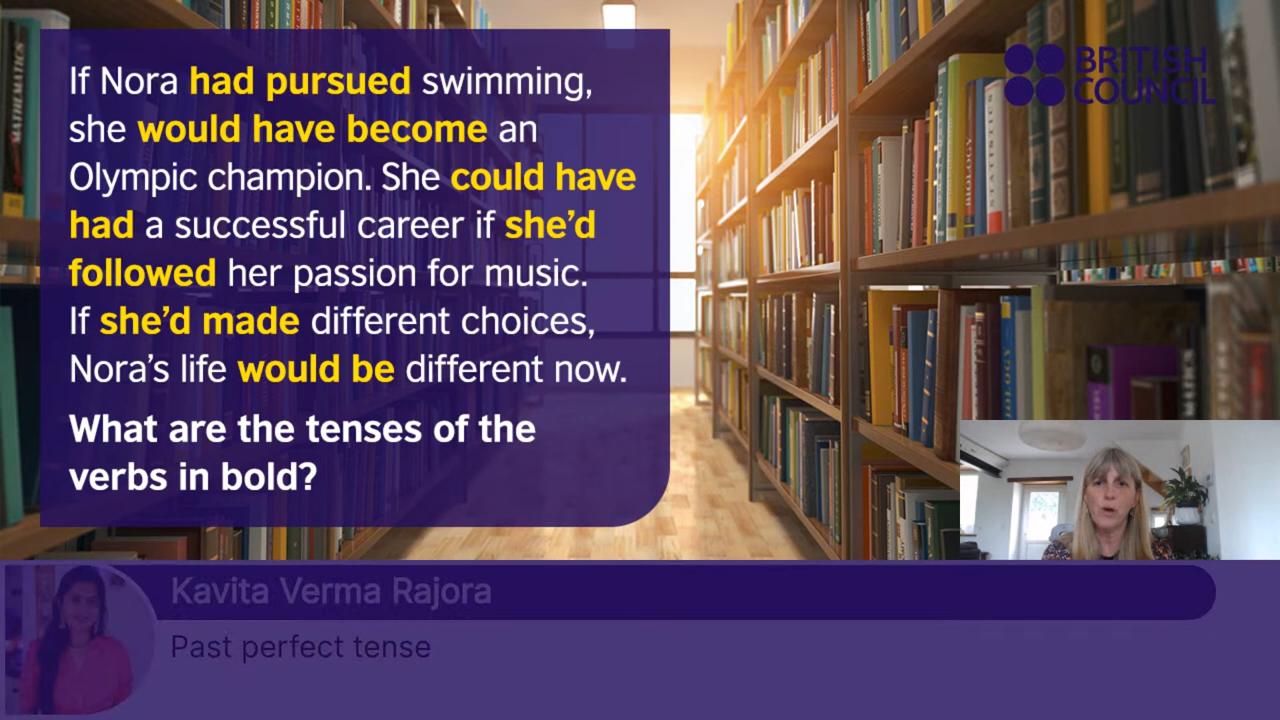 If Nora had pursued swimming,
she would have become an
Olympic champion. She could have
had a successful career if she’d
followed her passion for music.
If she’d made different choices,
Nora’s life would be different now.
What are the tenses of the
verbs in bold?
BRITISH
COUNCIL
MATHEMATICS
Kavita Verma Rajora
Past perfect tense